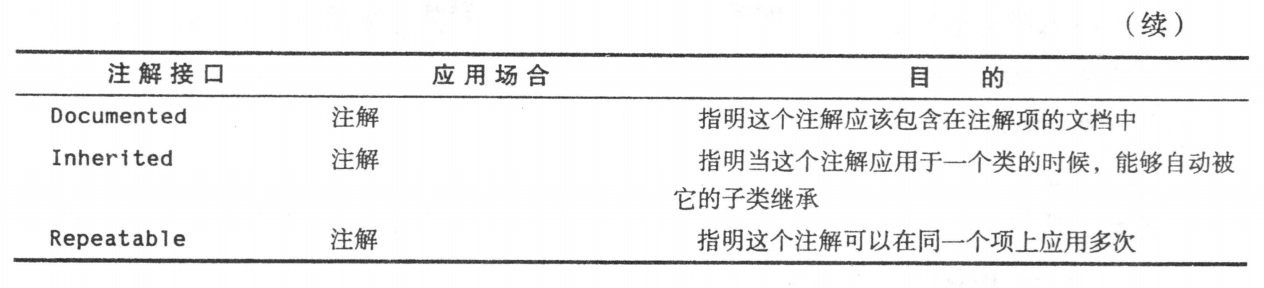 （续）
注解接口 应用场合 目的
Documented 注解 指明这个注解应该包含在注解项的文档中
Inherited 注解 指明当这个注解应用于一个类的时候，能够自动被
它的子类继承
Repeatable 注解 指明这个注解可以在同一个项上应用多次